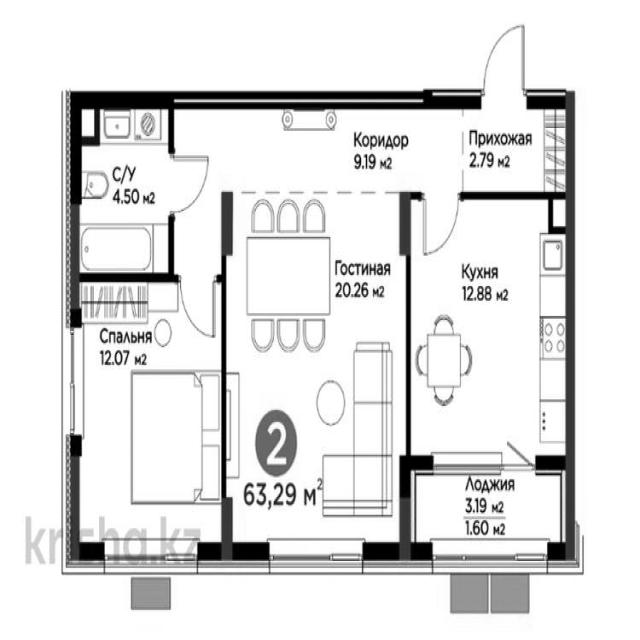 Коридор
9.19 м2
Прихожая
2.79 м2
С/У
4.50 м2
Гостиная
20.26 м2
Кухня
12.88 м2
Спальня
12.07 м2
2
63,29 м2
Лоджия
3.19 м2
1.60 м2
krisha.kz